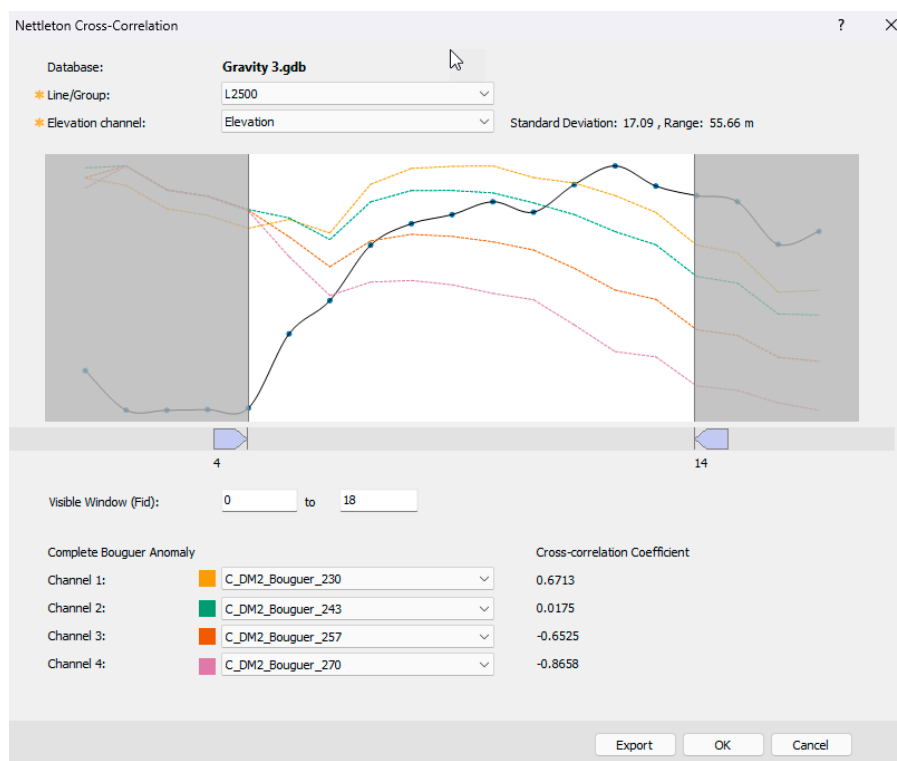 Nettleton Cross-Correlation ? ×
Database: Gravity 3.gdb
✱ Line/Group: L2500
✱ Elevation channel: Elevation Standard Deviation: 17.09 , Range: 55.66 m
4 14
Visible Window (Fid): 0 to 18
Complete Bouguer Anomaly Cross-correlation Coefficient
Channel 1: C_DM2_Bouguer_230 0.6713
Channel 2: C_DM2_Bouguer_243 0.0175
Channel 3: C_DM2_Bouguer_257 -0.6525
Channel 4: C_DM2_Bouguer_270 -0.8658
Export OK Cancel